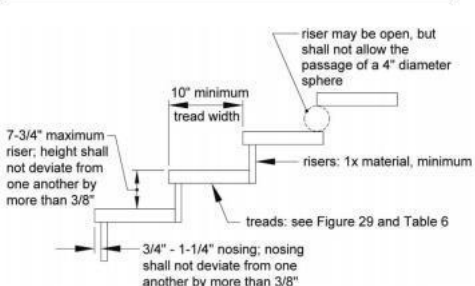 riser may be open, but
shall not allow the
passage of a 4" diameter
sphere
10" minimum
tread width
7-3/4" maximum
riser; height shall
not deviate from
one another by
more than 3/8"
risers: 1x material, minimum
treads: see Figure 29 and Table 6
3/4" - 1-1/4" nosing; nosing
shall not deviate from one
another by more than 3/8"